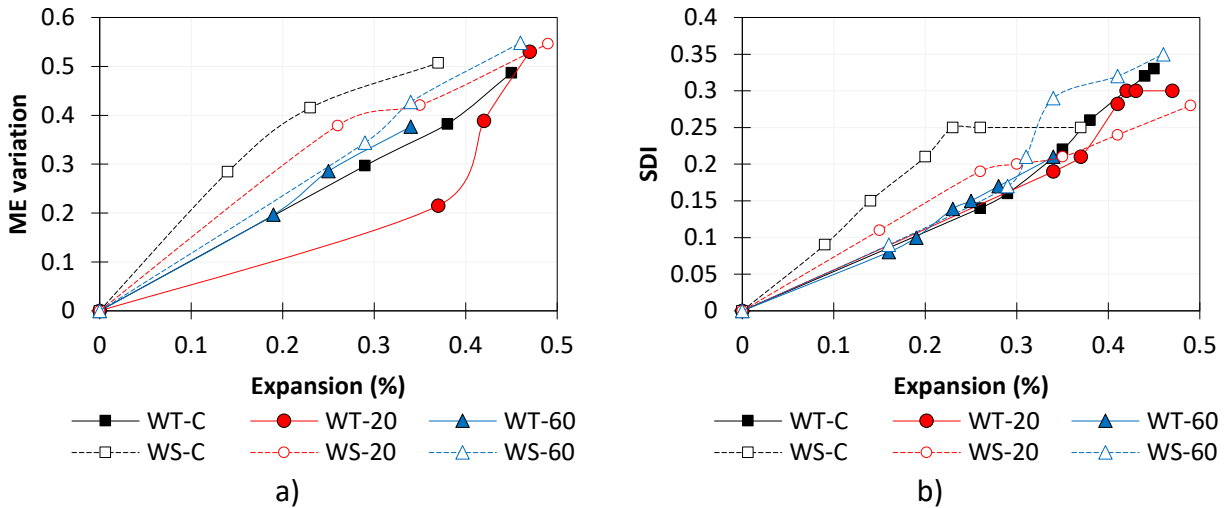 ME variation
0.6
0.5
0.4
0.3
0.2
0.1
0
0 0.1 0.2 0.3 0.4 0.5
Expansion (%)
WT-C WT-20 WT-60
WS-C WS-20 WS-60
a)
SDI
0.4
0.35
0.3
0.25
0.2
0.15
0.1
0.05
0
0 0.1 0.2 0.3 0.4 0.5
Expansion (%)
WT-C WT-20 WT-60
WS-C WS-20 WS-60
b)